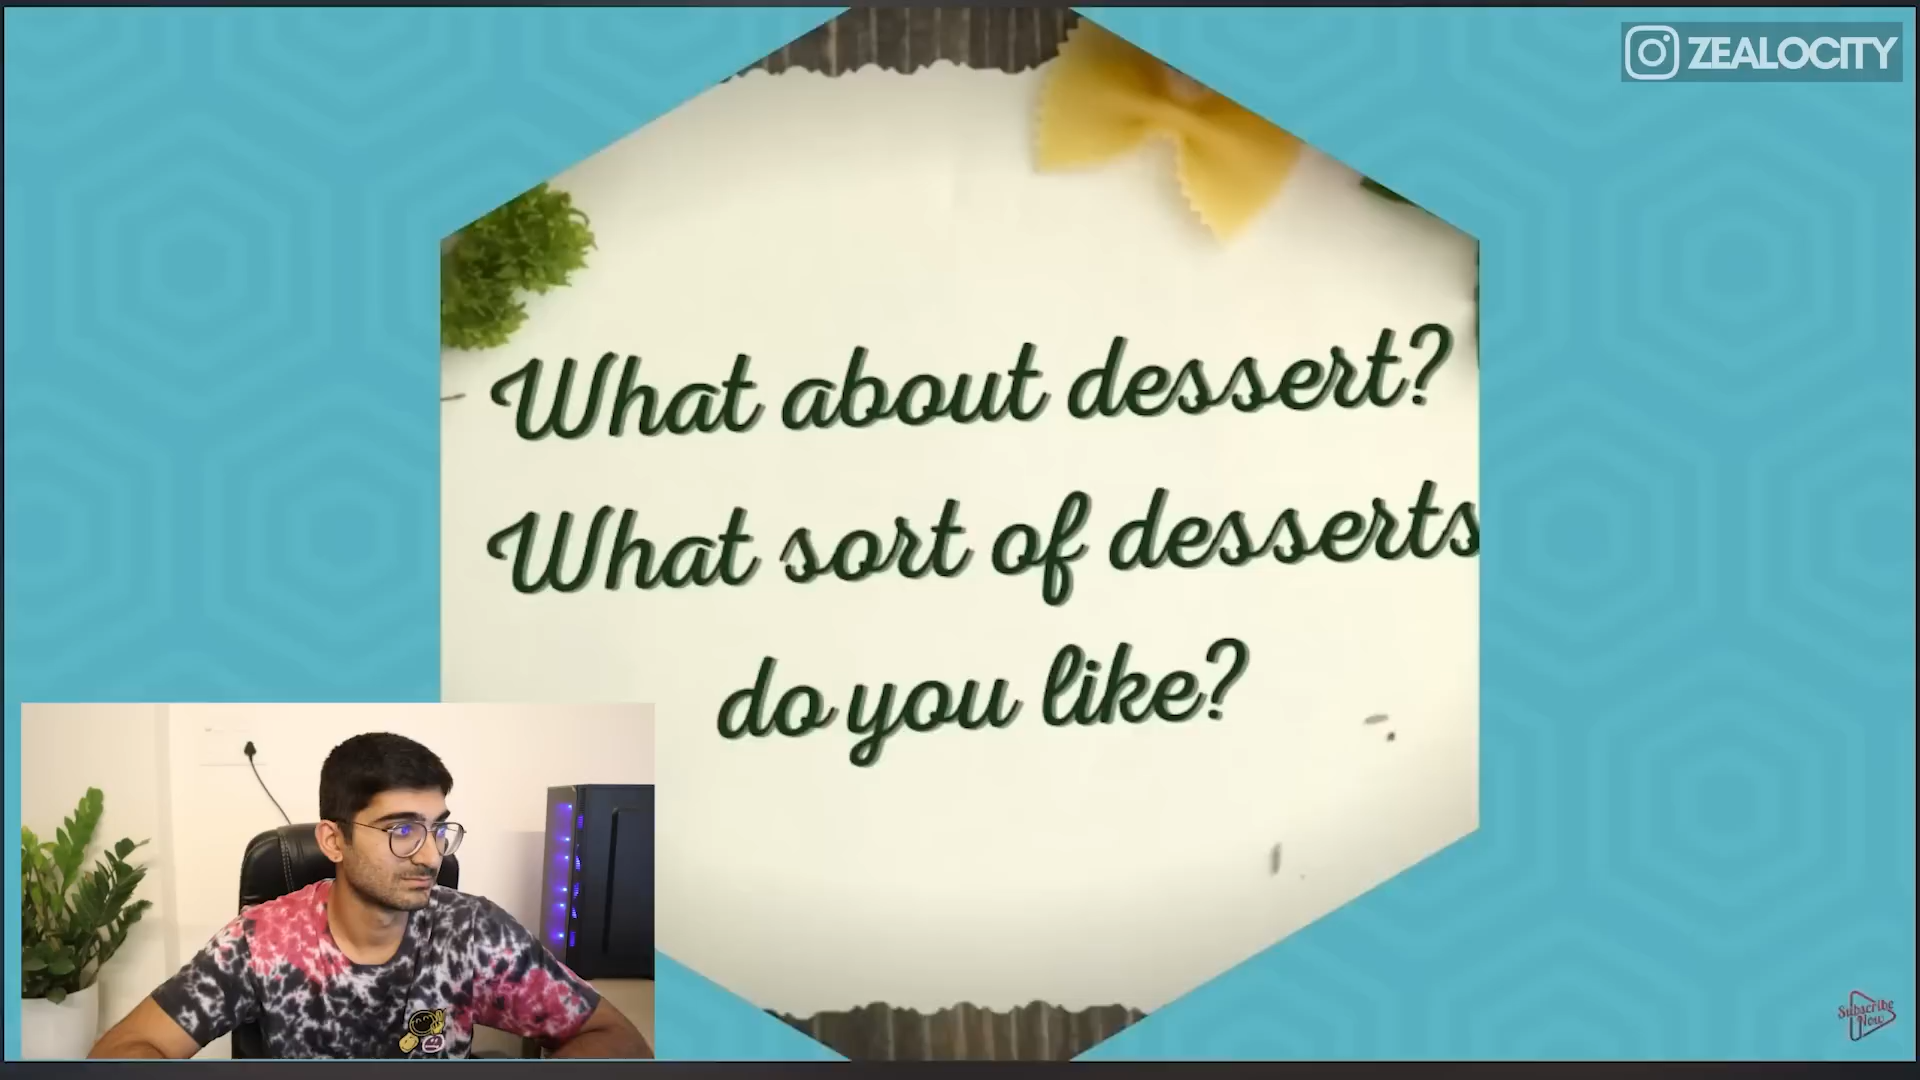 ZEALOCITY
What about dessert?
What sort of desserts
do you like?
Subscribe
Now